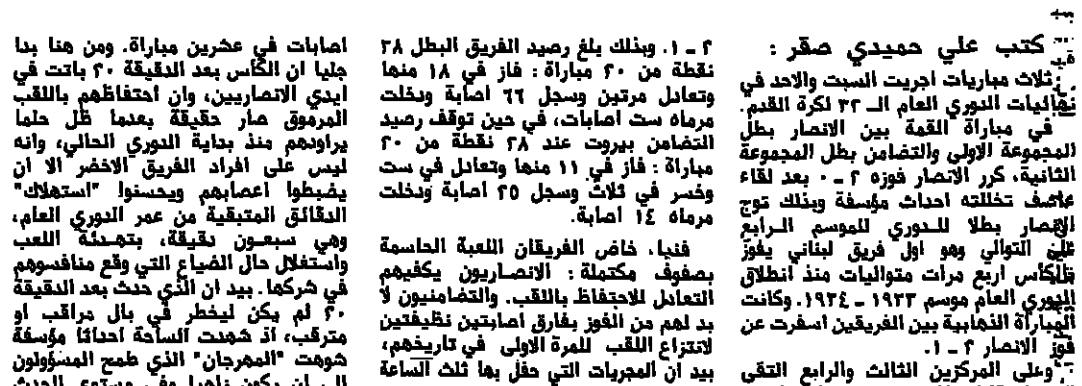 كتب علي حميدي صقر :
ثلاث مباريات اجريت السبت والاحد في
نهائيات الدوري العام الـ ٣٢ لكرة القدم.
في مباراة القمة بين الانصار بطل
المجموعة الاولى والتضامن بطل المجموعة
الثانية، كرر الانصار فوزه ٢ ـ ٠ بعد لقاء
عاصف تخللته احداث مؤسفة وبذلك توج
الانصار بطلا للدوري للموسم الرابع
على التوالي وهو اول فريق لبناني يفوز
بالكأس اربع مرات متواليات منذ انطلاق
الدوري العام موسم ١٩٣٣ ـ ١٩٣٤. وكانت
المباراة الذهابية بين الفريقين اسفرت عن
فوز الانصار ٢ ـ ١.
وعلى المركزين الثالث والرابع التقى
٢ ـ ١. وبذلك بلغ رصيد الفريق البطل ٣٨
نقطة من ٢٠ مباراة : فاز في ١٨ منها
وتعادل مرتين وسجل ٦٦ اصابة ودخلت
مرماه ست اصابات، في حين توقف رصيد
التضامن بيروت عند ٢٨ نقطة من ٢٠
مباراة : فاز في ١١ منها وتعادل في ست
وخسر في ثلاث وسجل ٢٥ اصابة ودخلت
مرماه ١٤ اصابة.
فنيا، خاض الفريقان اللعبة الحاسمة
بصفوف مكتملة : الانصاريون يكفيهم
التعادل للاحتفاظ باللقب. والتضامنيون لا
بد لهم من الفوز بفارق اصابتين نظيفتين
لانتزاع اللقب للمرة الاولى في تاريخهم،
بيد ان المجريات التي حفل بها ثلث الساعة
اصابات في عشرين مباراة. ومن هنا بدا
جليا ان الكأس بعد الدقيقة ٢٠ باتت في
ايدي الانصاريين، وان احتفاظهم باللقب
المرموق صار حقيقة بعدما ظل حلما
يراودهم منذ بداية الدوري الحالي، وانه
ليس على افراد الفريق الاخضر الا ان
يضبطوا اعصابهم ويحسنوا "استهلاك"
الدقائق المتبقية من عمر الدوري العام،
وهي سبعون دقيقة، بتهدئة اللعب
واستغلال حال الضياع التي وقع منافسوهم
في شركها. بيد ان الذي حدث بعد الدقيقة
٢٠ لم يكن ليخطر في بال مراقب او
مترقب، اذ شهدت الساحة احداثا مؤسفة
شوهت "المهرجان" الذي طمح المسؤولون